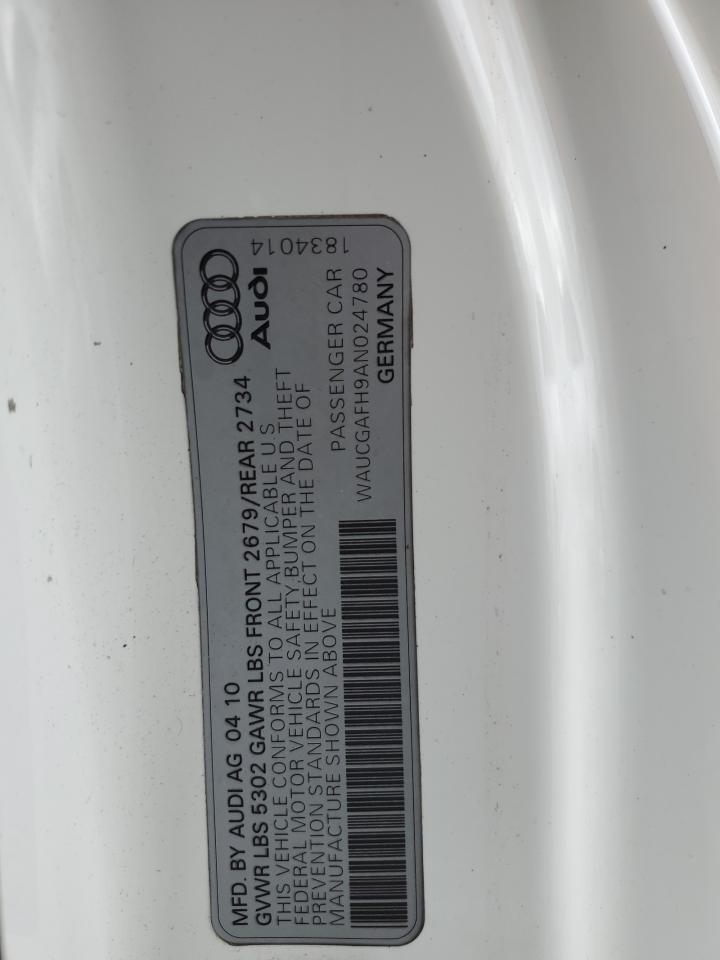 MFD. BY AUDI AG 04 10
GVWR LBS 5302 GAWR LBS FRONT 2679/REAR 2734
THIS VEHICLE CONFORMS TO ALL APPLICABLE U S
FEDERAL MOTOR VEHICLE SAFETY, BUMPER AND THEFT
PREVENTION STANDARDS IN EFFECT ON THE DATE OF
MANUFACTURE SHOWN ABOVE
Audi
1834014
PASSENGER CAR
WAUCGAFH9AN024780
GERMANY